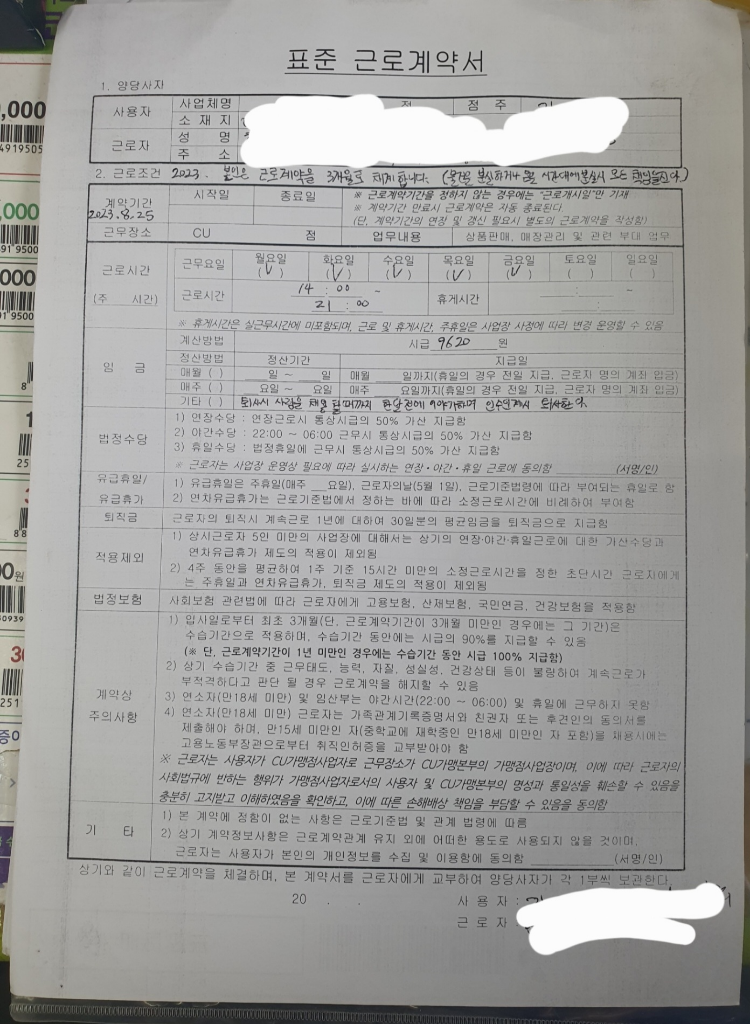 표준 근로계약서
1. 양당사자
사용자 사업체명 점 점 주
소 재 지
근로자 성 명
주 소
2. 근로조건 2023. 본인은 근로계약을 3개월로 체계합니다. (물건 분실하거나
계약기간 시작일 종료일 ※ 근로계약기간을 정하지 않는 경우에는 "근로개시일"만 기재
2023.8.25 ※ 계약기간 만료시 근로계약은 자동 종료된다
(단, 계약기간의 연장 및 갱신 필요시 별도의 근로계약을 작성함)
근무장소 CU 점 업무내용 상품판매, 매장관리 및 관련 부대 업무
근로시간 근무요일 월요일 화요일 수요일 목요일 금요일 토요일 일요일
(∨) (∨) (∨) (∨) (∨) ( ) ( )
(주 시간) 근로시간 14 : 00 ~ 휴게시간 : ~
21 : 00 :
※ 휴게시간은 실근무시간에 미포함되며, 근로 및 휴게시간, 주휴일은 사업장 사정에 따라 변경 운영할 수 있음
임 금 계산방법 시급 9620 원
정산방법 정산기간 지급일
매월 ( ) __일 ~ __일 매월 __일까지(휴일의 경우 전일 지급, 근로자 명의 계좌 입금)
매주 ( ) 요일 ~ 요일 매주 요일까지(휴일의 경우 전일 지급, 근로자 명의 계좌 입금)
기타 ( ) 퇴사시 사람을 채용 될때까지 한달전에 이야기하며 인수인계시 퇴사한다.
법정수당 1) 연장수당 : 연장근로시 통상시급의 50% 가산 지급함
2) 야간수당 : 22:00 ~ 06:00 근무시 통상시급의 50% 가산 지급함
3) 휴일수당 : 법정휴일에 근무시 통상시급의 50% 가산 지급함
※ 근로자는 사업장 운영상 필요에 따라 실시하는 연장·야간·휴일 근로에 동의함 (서명/인)
유급휴일/ 1) 유급휴일은 주휴일(매주 __요일), 근로자의날(5월 1일), 근로기준법령에 따라 부여되는 휴일로 함
유급휴가 2) 연차유급휴가는 근로기준법에서 정하는 바에 따라 소정근로시간에 비례하여 부여함
퇴직금 근로자의 퇴직시 계속근로 1년에 대하여 30일분의 평균임금을 퇴직금으로 지급함
적용제외 1) 상시근로자 5인 미만의 사업장에 대해서는 상기의 연장·야간·휴일근로에 대한 가산수당과
연차유급휴가 제도의 적용이 제외됨
2) 4주 동안을 평균하여 1주 기준 15시간 미만의 소정근로시간을 정한 초단시간 근로자에게
는 주휴일과 연차유급휴가, 퇴직금 제도의 적용이 제외됨
법정보험 사회보험 관련법에 따라 근로자에게 고용보험, 산재보험, 국민연금, 건강보험을 적용함
계약상 주의사항 1) 입사일로부터 최초 3개월(단, 근로계약기간이 3개월 미만인 경우에는 그 기간)은
수습기간으로 적용하며, 수습기간 동안에는 시급의 90%를 지급할 수 있음
(※ 단, 근로계약기간이 1년 미만인 경우에는 수습기간 동안 시급 100% 지급함)
2) 상기 수습기간 중 근무태도, 능력, 자질, 성실성, 건강상태 등이 불량하여 계속근로가
부적격하다고 판단 될 경우 근로계약을 해지할 수 있음
3) 연소자(만18세 미만) 및 임산부는 야간시간(22:00 ~ 06:00) 및 휴일에 근무하지 못함
4) 연소자(만18세 미만) 근로자는 가족관계기록증명서와 친권자 또는 후견인의 동의서를
제출해야 하며, 만15세 미만인 자(중학교에 재학중인 만18세 미만인 자 포함)을 채용시에는
고용노동부장관으로부터 취직인허증을 교부받아야 함
※ 근로자는 사용자가 CU가맹점사업자로 근무장소가 CU가맹본부의 가맹점사업장이며, 이에 따라 근로자의
사회법규에 반하는 행위가 가맹점사업자로서의 사용자 및 CU가맹본부의 명성과 통일성을 훼손할 수 있음을
충분히 고지받고 이해하였음을 확인하고, 이에 따른 손해배상 책임을 부담할 수 있음을 동의함
기 타 1) 본 계약에 정함이 없는 사항은 근로기준법 및 관계 법령에 따름
2) 상기 계약정보사항은 근로계약관계 유지 외에 어떠한 용도로 사용되지 않을 것이며,
근로자는 사용자가 본인의 개인정보를 수집 및 이용함에 동의함 (서명/인)
상기와 같이 근로계약을 체결하며, 본 계약서를 근로자에게 교부하여 양당사자가 각 1부씩 보관한다.
20 . .
사 용 자 :
근 로 자 :